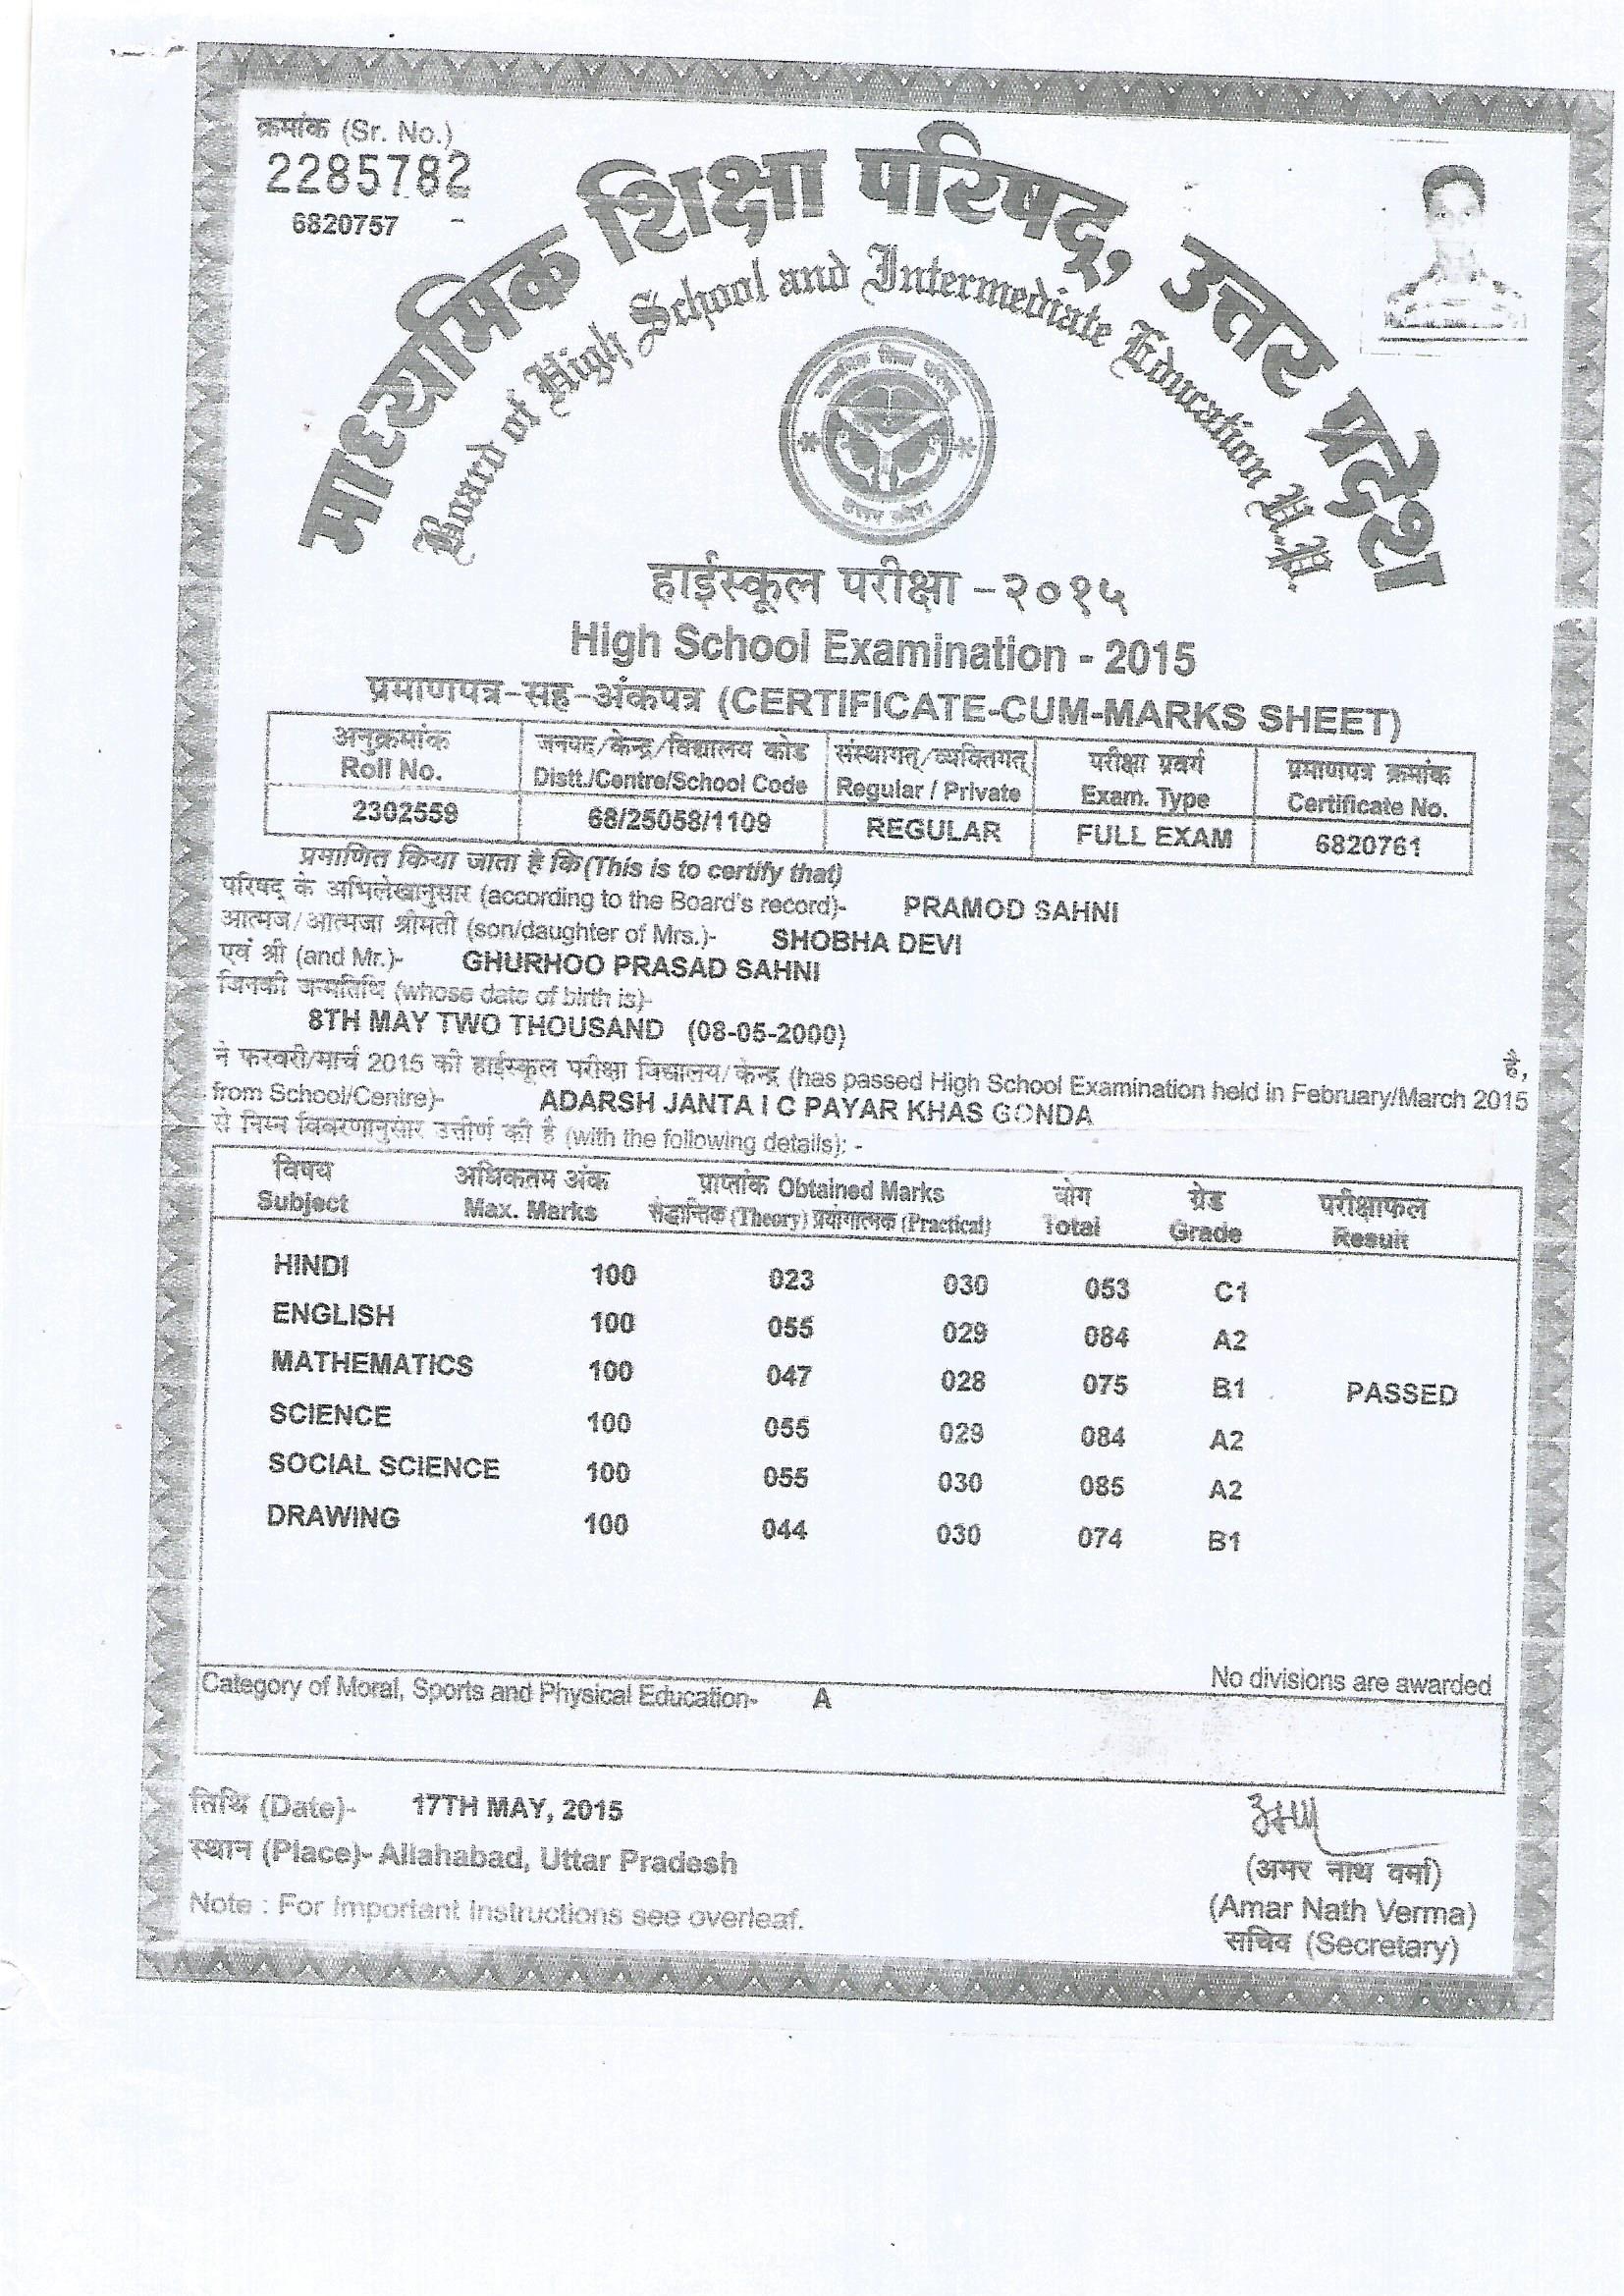 क्रमांक (Sr. No.)
2285782
6820757
माध्यमिक शिक्षा परिषद्, उत्तर प्रदेश
Board of High School and Intermediate Education U.P.
हाईस्कूल परीक्षा -२०१५
High School Examination - 2015
प्रमाणपत्र-सह-अंकपत्र (CERTIFICATE-CUM-MARKS SHEET)
अनुक्रमांक जनपद/केन्द्र/विद्यालय कोड संस्थागत्/व्यक्तिगत् परीक्षा प्रवर्ग प्रमाणपत्र क्रमांक
Roll No. Distt./Centre/School Code Regular / Private Exam. Type Certificate No.
2302559 68/25058/1109 REGULAR FULL EXAM 6820761
प्रमाणित किया जाता है कि(This is to certify that)
परिषद् के अभिलेखानुसार (according to the Board's record)- PRAMOD SAHNI
आत्मज/आत्मजा श्रीमती (son/daughter of Mrs.)- SHOBHA DEVI
एवं श्री (and Mr.)- GHURHOO PRASAD SAHNI
जिनकी जन्मतिथि (whose date of birth is)-
8TH MAY TWO THOUSAND (08-05-2000)
ने फरवरी/मार्च 2015 की हाईस्कूल परीक्षा विद्यालय/केन्द्र (has passed High School Examination held in February/March 2015 है,
from School/Centre)- ADARSH JANTA I C PAYAR KHAS GONDA
से निम्न विवरणानुसार उत्तीर्ण की है (with the following details): -
विषय अधिकतम अंक प्राप्तांक Obtained Marks योग ग्रेड परीक्षाफल
Subject Max. Marks सैद्धान्तिक (Theory) प्रयोगात्मक (Practical) Total Grade Result
HINDI 100 023 030 053 C1
ENGLISH 100 055 029 084 A2
MATHEMATICS 100 047 028 075 B1 PASSED
SCIENCE 100 055 029 084 A2
SOCIAL SCIENCE 100 055 030 085 A2
DRAWING 100 044 030 074 B1
No divisions are awarded
Category of Moral, Sports and Physical Education- A
तिथि (Date)- 17TH MAY, 2015
स्थान (Place)- Allahabad, Uttar Pradesh
(अमर नाथ वर्मा)
(Amar Nath Verma)
सचिव (Secretary)
Note : For important instructions see overleaf.